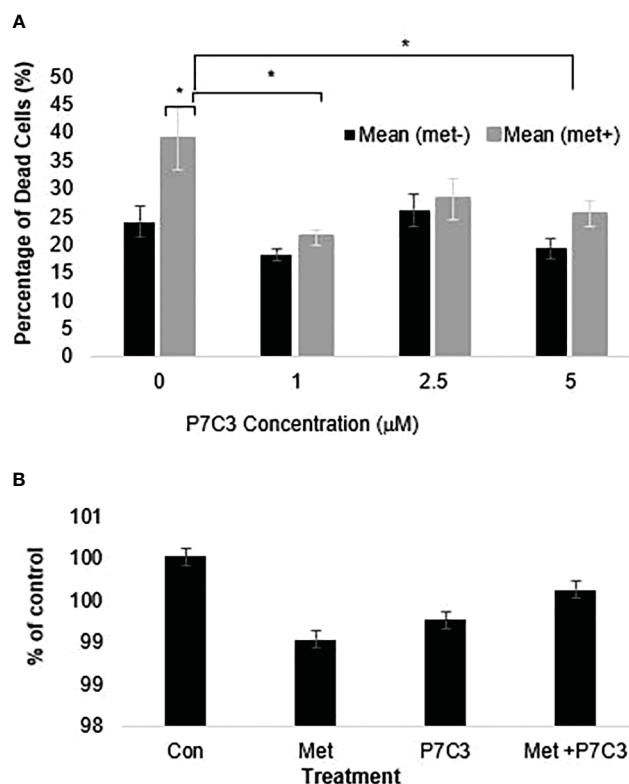 A
*
*
*
Percentage of Dead Cells (%)
50
45
40
35
30
25
20
15
10
5
0
Mean (met-) Mean (met+)
0 1 2.5 5
P7C3 Concentration (µM)
B
% of control
101
100
100
99
99
98
Con Met P7C3 Met +P7C3
Treatment